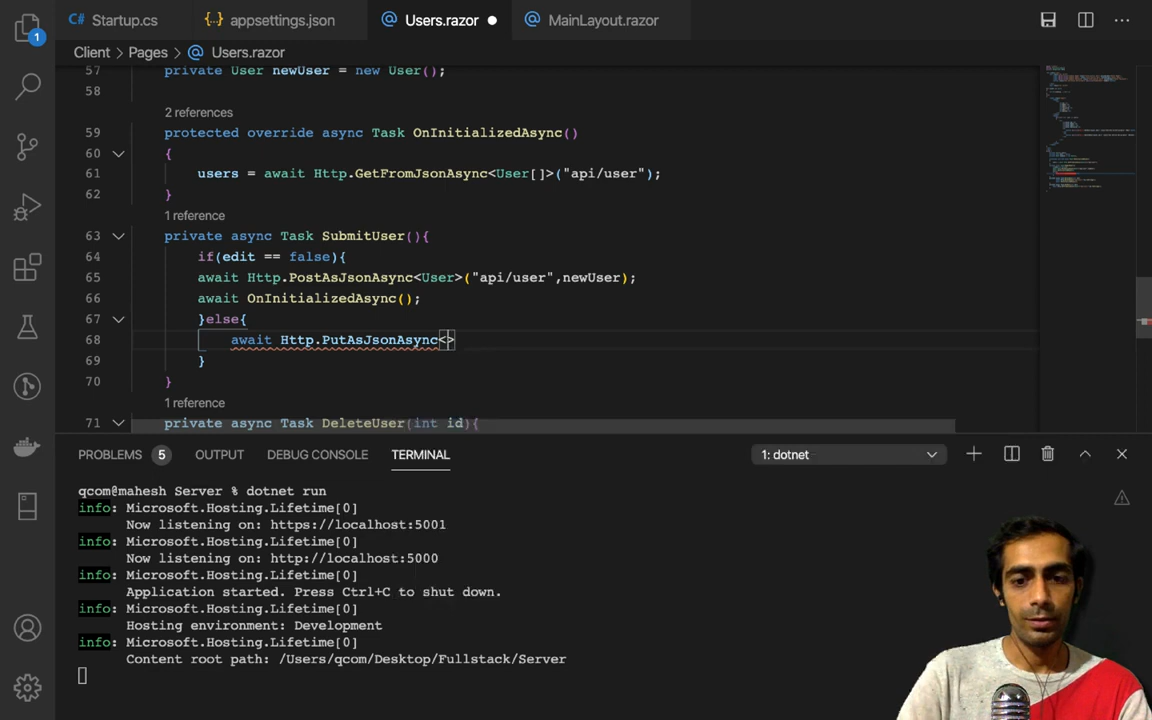 Startup.cs
appsettings.json
Users.razor
MainLayout.razor
1
Client > Pages > Users.razor
57 private User newUser = new User();
58
2 references
59 protected override async Task OnInitializedAsync()
60 {
61 users = await Http.GetFromJsonAsync<User[]>("api/user");
62 }
1 reference
63 private async Task SubmitUser(){
64 if(edit == false){
65 await Http.PostAsJsonAsync<User>("api/user",newUser);
66 await OnInitializedAsync();
67 }else{
68 await Http.PutAsJsonAsync<>
69 }
70 }
1 reference
71 private async Task DeleteUser(int id){
PROBLEMS 5 OUTPUT DEBUG CONSOLE TERMINAL 1: dotnet
qcom@mahesh Server % dotnet run
info: Microsoft.Hosting.Lifetime[0]
Now listening on: https://localhost:5001
info: Microsoft.Hosting.Lifetime[0]
Now listening on: http://localhost:5000
info: Microsoft.Hosting.Lifetime[0]
Application started. Press Ctrl+C to shut down.
info: Microsoft.Hosting.Lifetime[0]
Hosting environment: Development
info: Microsoft.Hosting.Lifetime[0]
Content root path: /Users/qcom/Desktop/Fullstack/Server